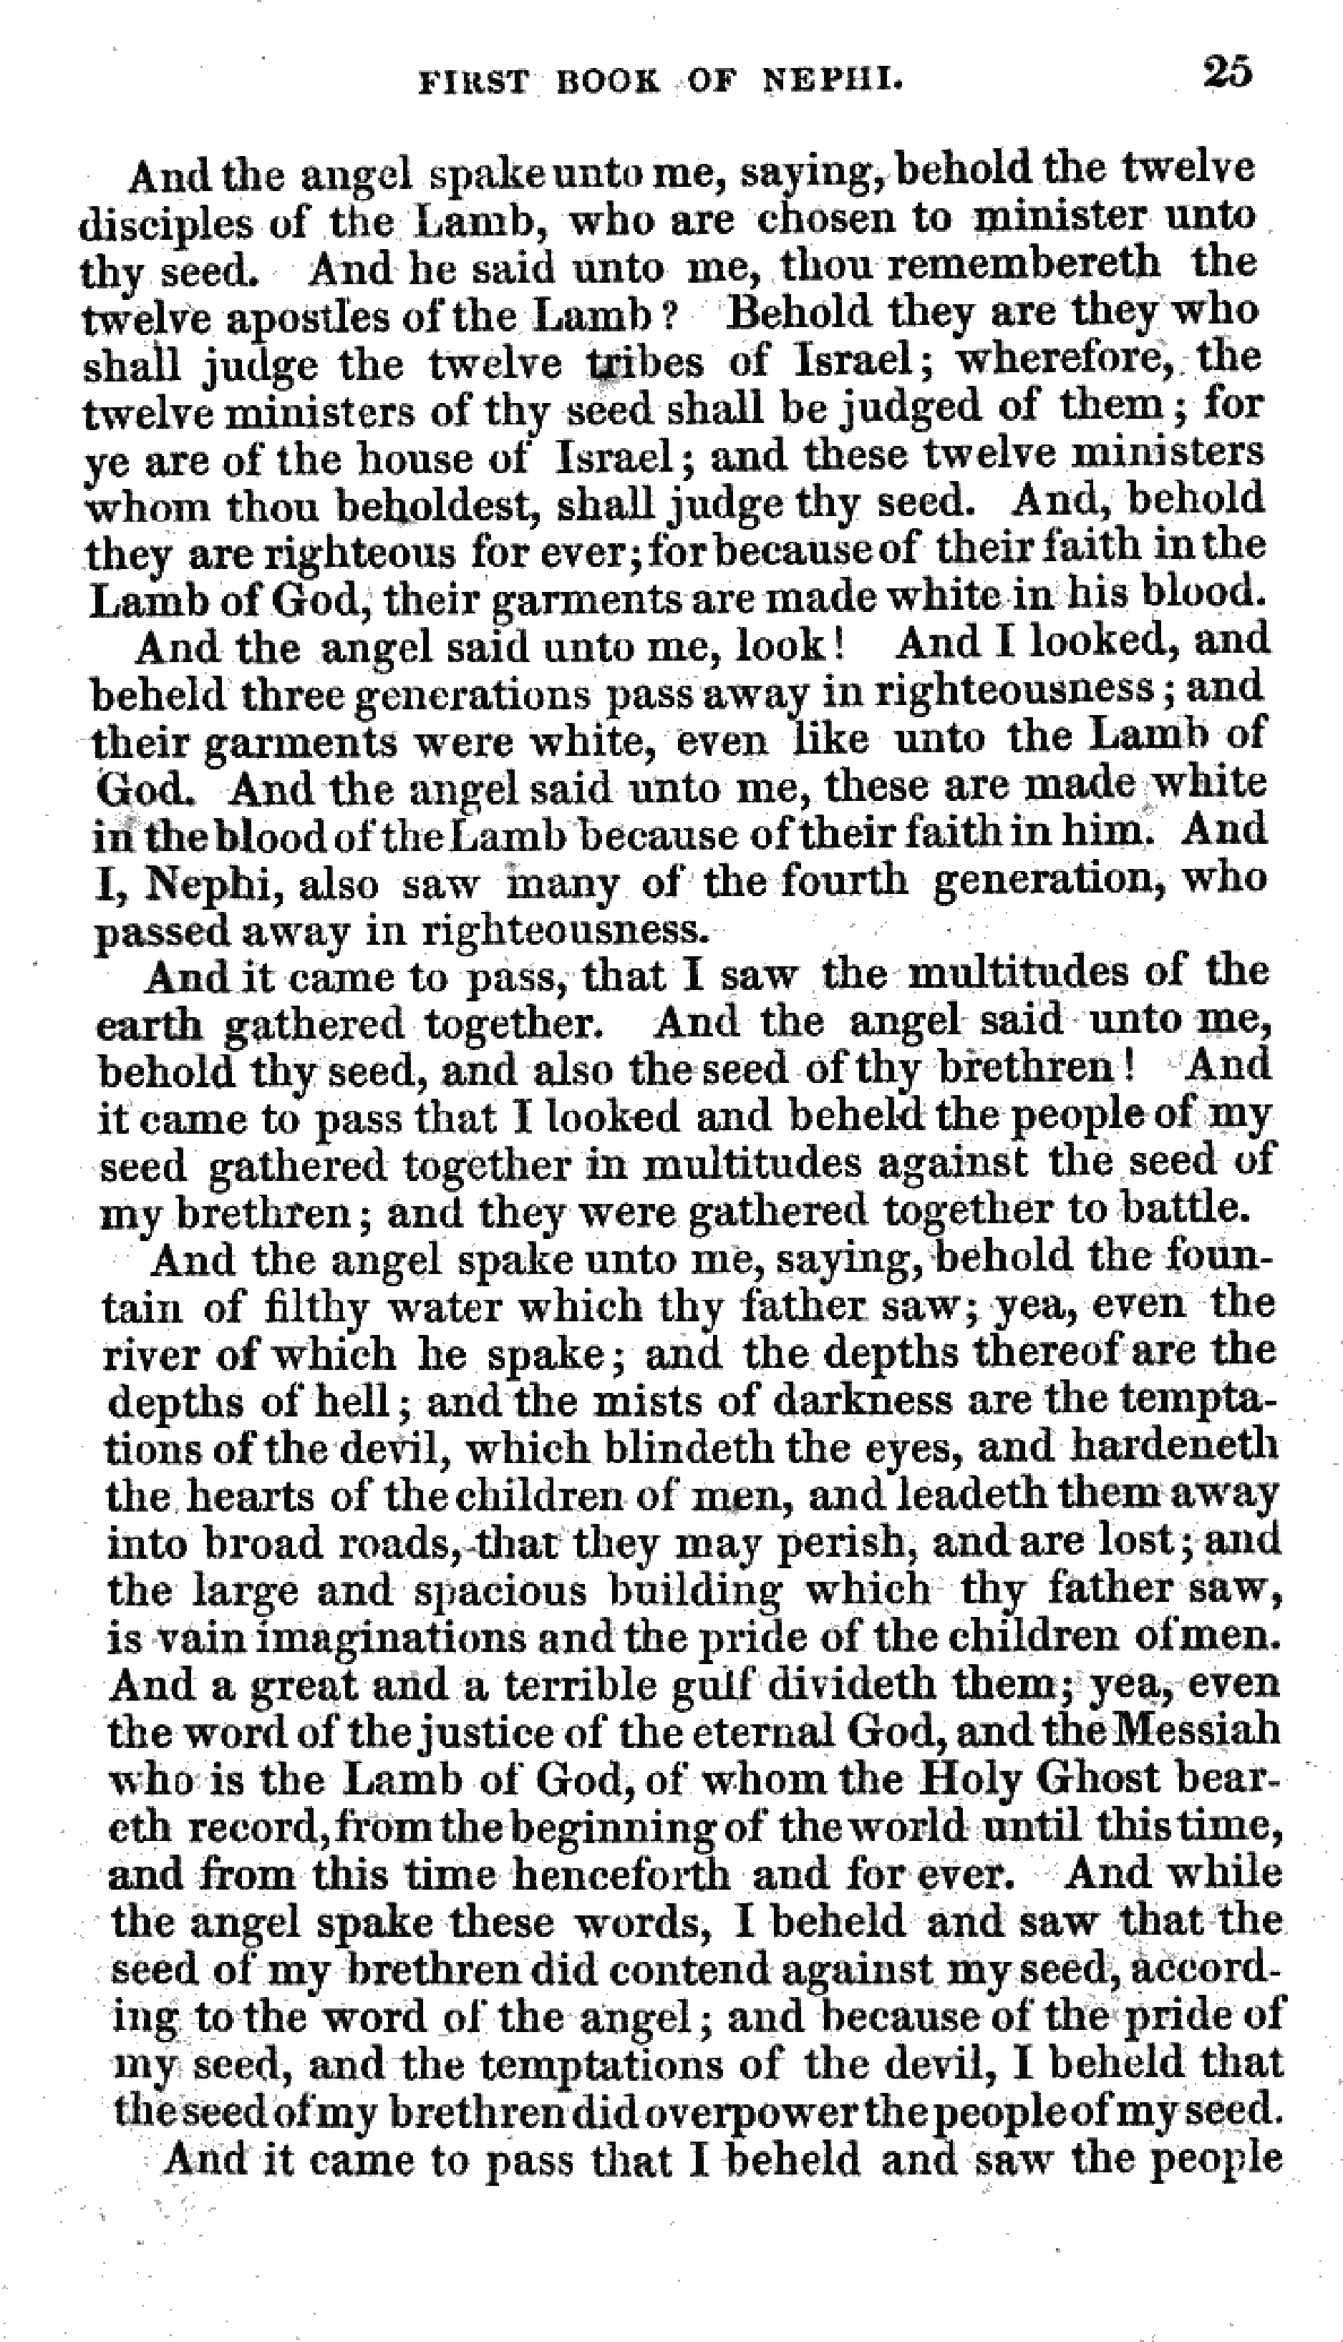 FIRST BOOK OF NEPHI. 25
And the angel spake unto me, saying, behold the twelve
disciples of the Lamb, who are chosen to minister unto
thy seed. And he said unto me, thou remembereth the
twelve apostles of the Lamb? Behold they are they who
shall judge the twelve tribes of Israel; wherefore, the
twelve ministers of thy seed shall be judged of them; for
ye are of the house of Israel; and these twelve ministers
whom thou beholdest, shall judge thy seed. And, behold
they are righteous for ever; for because of their faith in the
Lamb of God, their garments are made white in his blood.
And the angel said unto me, look! And I looked, and
beheld three generations pass away in righteousness; and
their garments were white, even like unto the Lamb of
God. And the angel said unto me, these are made white
in the blood of the Lamb because of their faith in him. And
I, Nephi, also saw many of the fourth generation, who
passed away in righteousness.
And it came to pass, that I saw the multitudes of the
earth gathered together. And the angel said unto me,
behold thy seed, and also the seed of thy brethren! And
it came to pass that I looked and beheld the people of my
seed gathered together in multitudes against the seed of
my brethren; and they were gathered together to battle.
And the angel spake unto me, saying, behold the foun-
tain of filthy water which thy father saw; yea, even the
river of which he spake; and the depths thereof are the
depths of hell; and the mists of darkness are the tempta-
tions of the devil, which blindeth the eyes, and hardeneth
the hearts of the children of men, and leadeth them away
into broad roads, that they may perish, and are lost; and
the large and spacious building which thy father saw,
is vain imaginations and the pride of the children of men.
And a great and a terrible gulf divideth them; yea, even
the word of the justice of the eternal God, and the Messiah
who is the Lamb of God, of whom the Holy Ghost bear-
eth record, from the beginning of the world until this time,
and from this time henceforth and for ever. And while
the angel spake these words, I beheld and saw that the
seed of my brethren did contend against my seed, accord-
ing to the word of the angel; and because of the pride of
my seed, and the temptations of the devil, I beheld that
the seed of my brethren did overpower the people of my seed.
And it came to pass that I beheld and saw the people